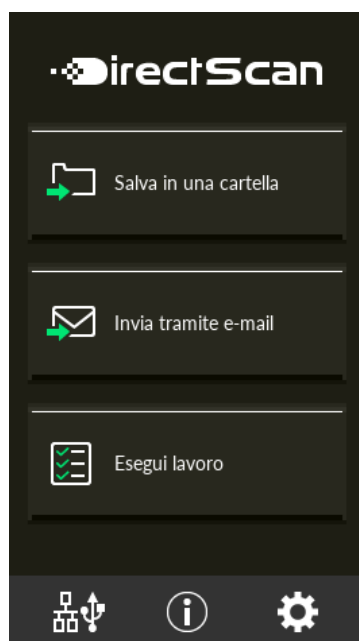 DirectScan
Salva in una cartella
Invia tramite e-mail
Esegui lavoro